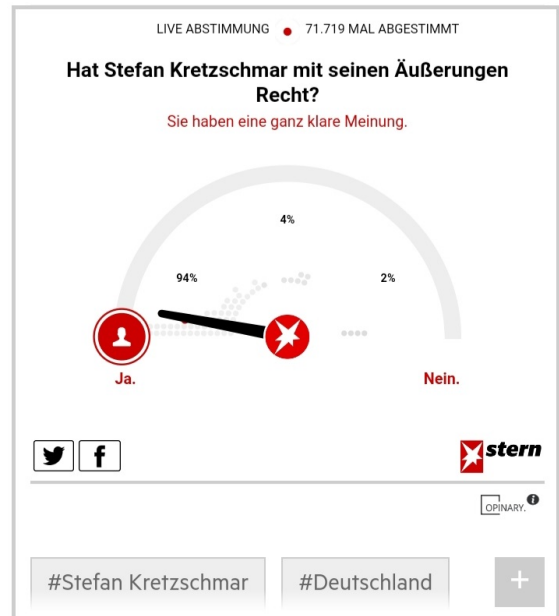 LIVE ABSTIMMUNG ● 71.719 MAL ABGESTIMMT
Hat Stefan Kretzschmar mit seinen Äußerungen
Recht?
Sie haben eine ganz klare Meinung.
4%
94%
2%
Ja.
Nein.
stern
OPINARY.
#Stefan Kretzschmar
#Deutschland
+